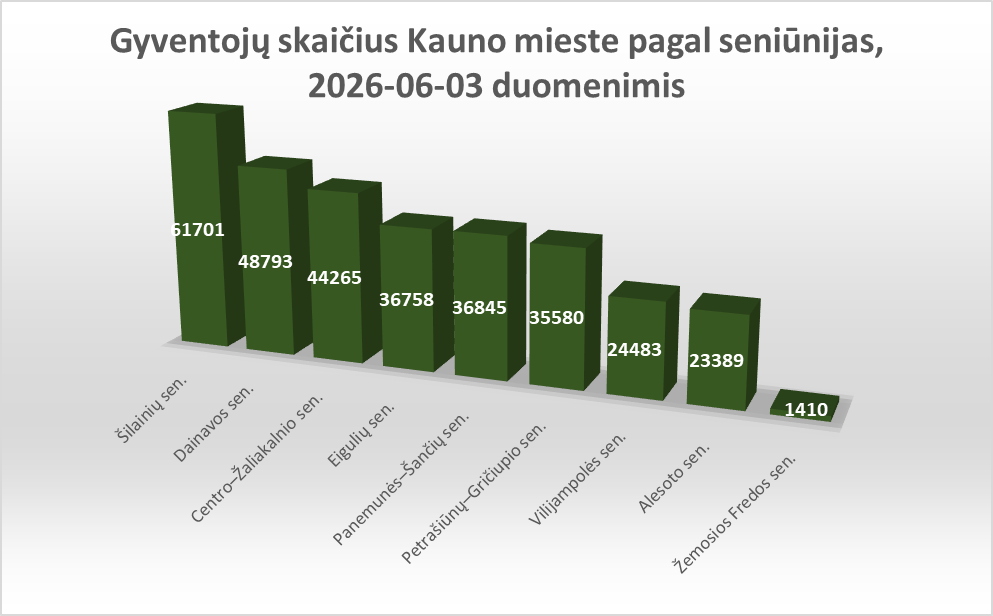 Gyventojų skaičius Kauno mieste pagal seniūnijas,
2026-06-03 duomenimis
61701
48793
44265
36758
36845
35580
24483
23389
1410
Šilainių sen.
Dainavos sen.
Centro–Žaliakalnio sen.
Eigulių sen.
Panemunės–Šančių sen.
Petrašiūnų–Gričiupio sen.
Vilijampolės sen.
Alesoto sen.
Žemosios Fredos sen.